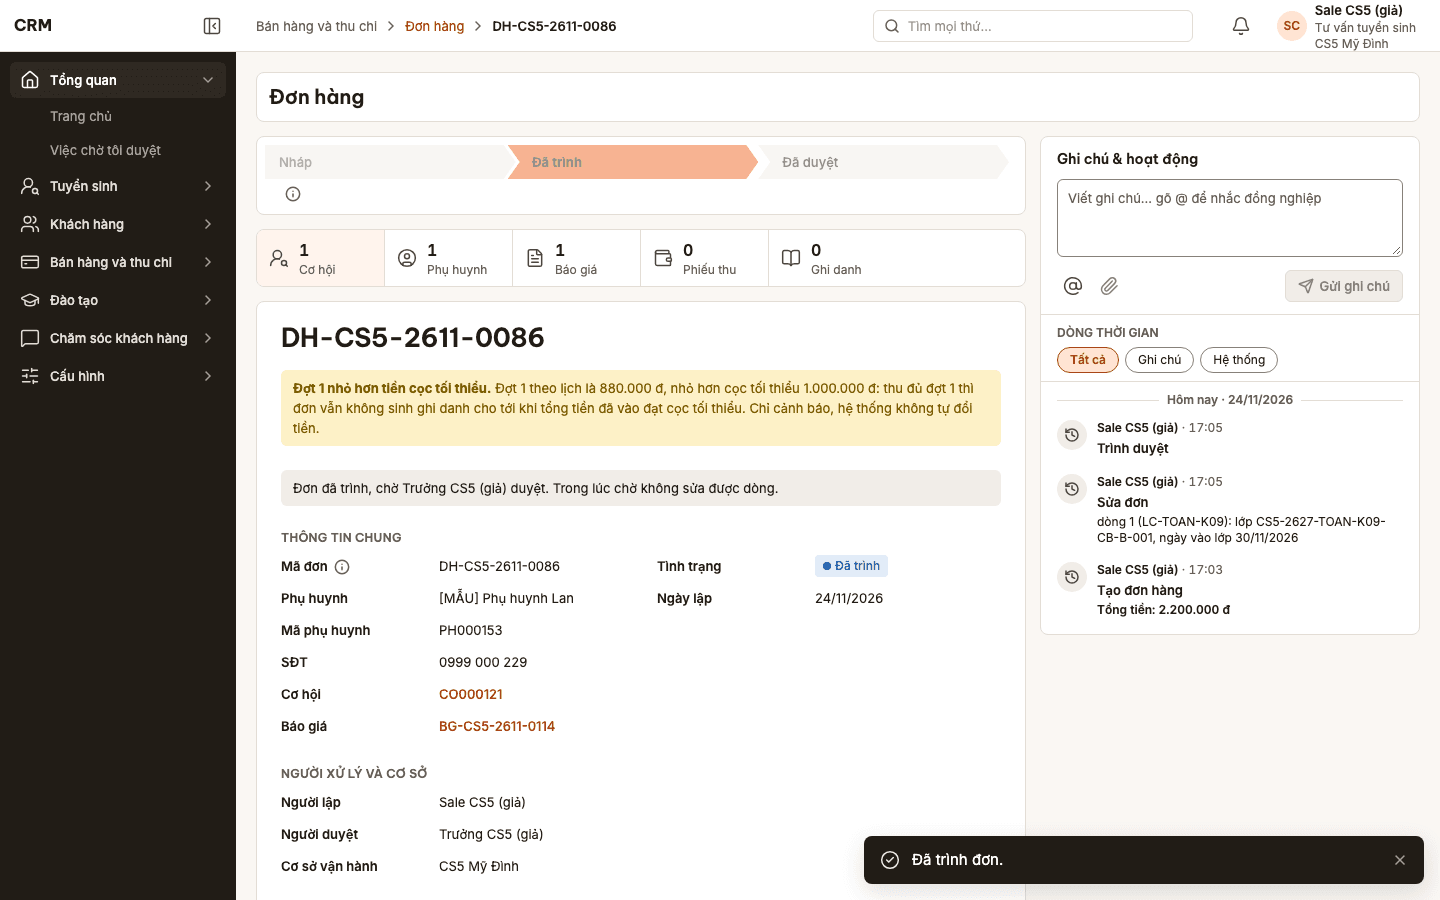 CRM
Bán hàng và thu chi > Đơn hàng > DH-CS5-2611-0086
Tìm mọi thứ...
SC
Sale CS5 (giả)
Tư vấn tuyển sinh
CS5 Mỹ Đình
Tổng quan
Trang chủ
Việc chờ tôi duyệt
Tuyển sinh
Khách hàng
Bán hàng và thu chi
Đào tạo
Chăm sóc khách hàng
Cấu hình
Đơn hàng
Nháp
Đã trình
Đã duyệt
1
Cơ hội
1
Phụ huynh
1
Báo giá
0
Phiếu thu
0
Ghi danh
DH-CS5-2611-0086
Đợt 1 nhỏ hơn tiền cọc tối thiểu. Đợt 1 theo lịch là 880.000 đ, nhỏ hơn cọc tối thiểu 1.000.000 đ: thu đủ đợt 1 thì
đơn vẫn không sinh ghi danh cho tới khi tổng tiền đã vào đạt cọc tối thiểu. Chỉ cảnh báo, hệ thống không tự đổi
tiền.
Đơn đã trình, chờ Trưởng CS5 (giả) duyệt. Trong lúc chờ không sửa được dòng.
THÔNG TIN CHUNG
Mã đơn DH-CS5-2611-0086 Tình trạng Đã trình
Phụ huynh [MẪU] Phụ huynh Lan Ngày lập 24/11/2026
Mã phụ huynh PH000153
SĐT 0999 000 229
Cơ hội CO000121
Báo giá BG-CS5-2611-0114
NGƯỜI XỬ LÝ VÀ CƠ SỞ
Người lập Sale CS5 (giả)
Người duyệt Trưởng CS5 (giả)
Cơ sở vận hành CS5 Mỹ Đình
Ghi chú & hoạt động
Viết ghi chú... gõ @ để nhắc đồng nghiệp
Gửi ghi chú
DÒNG THỜI GIAN
Tất cả
Ghi chú
Hệ thống
Hôm nay · 24/11/2026
Sale CS5 (giả) · 17:05
Trình duyệt
Sale CS5 (giả) · 17:05
Sửa đơn
dòng 1 (LC-TOAN-K09): lớp CS5-2627-TOAN-K09-
CB-B-001, ngày vào lớp 30/11/2026
Sale CS5 (giả) · 17:03
Tạo đơn hàng
Tổng tiền: 2.200.000 đ
Đã trình đơn.